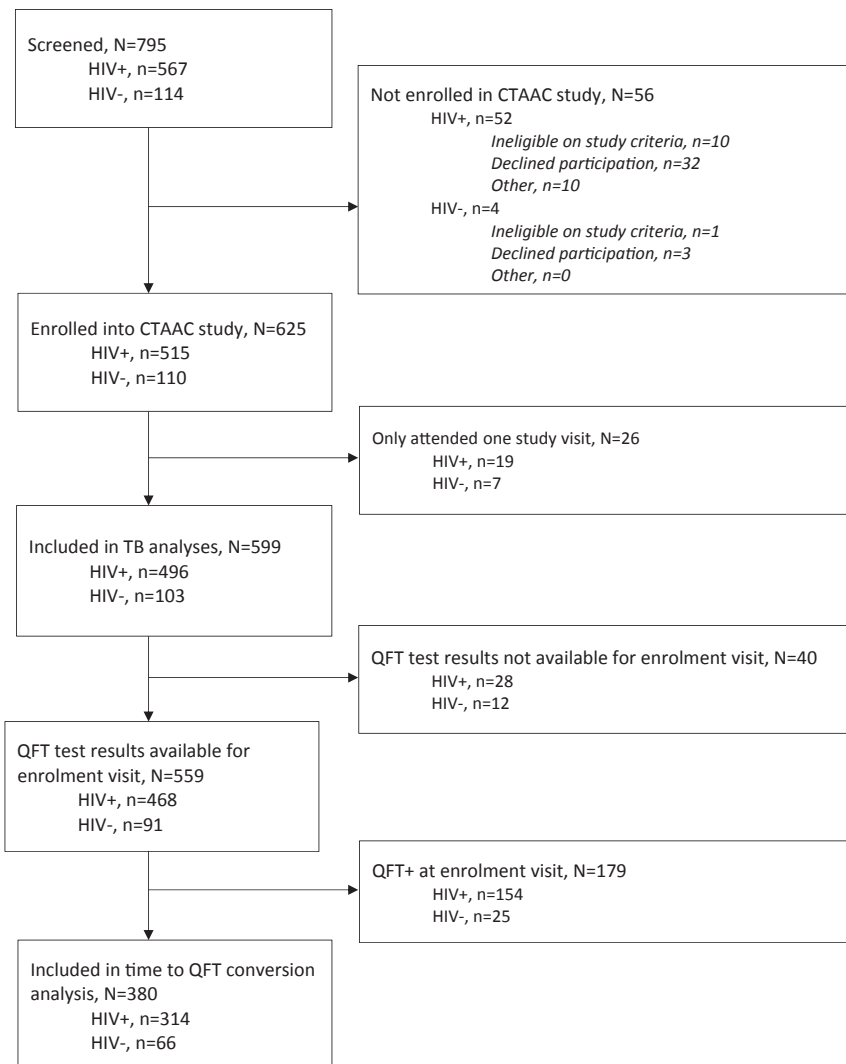 Screened, N=795
HIV+, n=567
HIV-, n=114
Not enrolled in CTAAC study, N=56
HIV+, n=52
Ineligible on study criteria, n=10
Declined participation, n=32
Other, n=10
HIV-, n=4
Ineligible on study criteria, n=1
Declined participation, n=3
Other, n=0
Enrolled into CTAAC study, N=625
HIV+, n=515
HIV-, n=110
Only attended one study visit, N=26
HIV+, n=19
HIV-, n=7
Included in TB analyses, N=599
HIV+, n=496
HIV-, n=103
QFT test results not available for enrolment visit, N=40
HIV+, n=28
HIV-, n=12
QFT test results available for
enrolment visit, N=559
HIV+, n=468
HIV-, n=91
QFT+ at enrolment visit, N=179
HIV+, n=154
HIV-, n=25
Included in time to QFT conversion
analysis, N=380
HIV+, n=314
HIV-, n=66